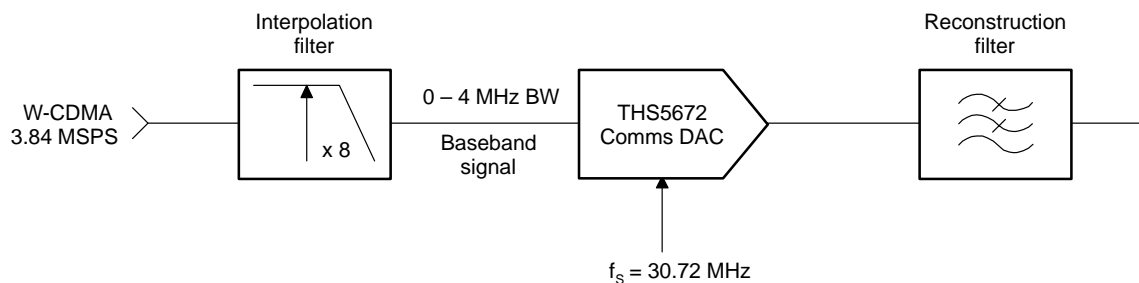 Interpolation
filter
Reconstruction
filter
W-CDMA
3.84 MSPS
x 8
0 – 4 MHz BW
Baseband
signal
THS5672
Comms DAC
fS = 30.72 MHz